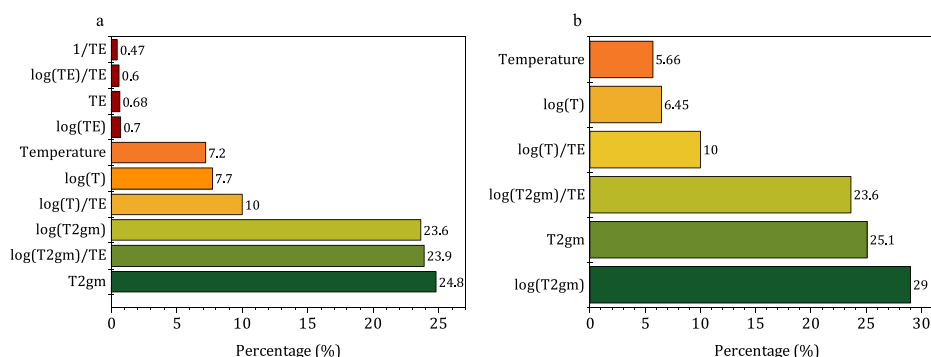 a
1/TE 0.47
log(TE)/TE 0.6
TE 0.68
log(TE) 0.7
Temperature 7.2
log(T) 7.7
log(T)/TE 10
log(T2gm) 23.6
log(T2gm)/TE 23.9
T2gm 24.8
0 5 10 15 20 25
Percentage (%)
b
Temperature 5.66
log(T) 6.45
log(T)/TE 10
log(T2gm)/TE 23.6
T2gm 25.1
log(T2gm) 29
0 5 10 15 20 25 30
Percentage (%)